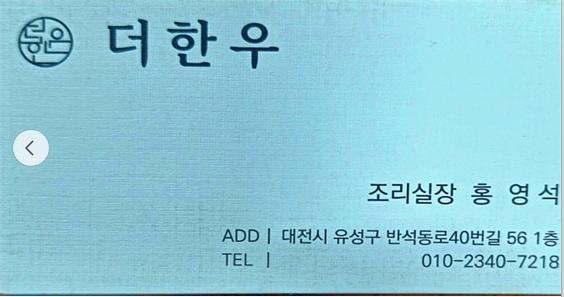 더한우
조리실장 홍 영 석
ADD | 대전시 유성구 반석동로40번길 56 1층
TEL | 010-2340-7218